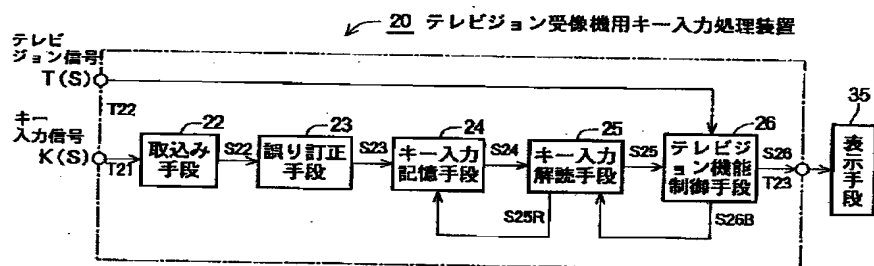 20 テレビジョン受像機用キー入力処理装置
テレビ
ジョン信号
T(S)
T22
キー
入力信号
K(S)
T21
22
取込み
手段
S22
23
誤り訂正
手段
S23
24
キー入力
記憶手段
S24
25
キー入力
解読手段
S25
26
テレビジ
ョン機能
制御手段
S26
T23
35
表示手段
S25R
S26B